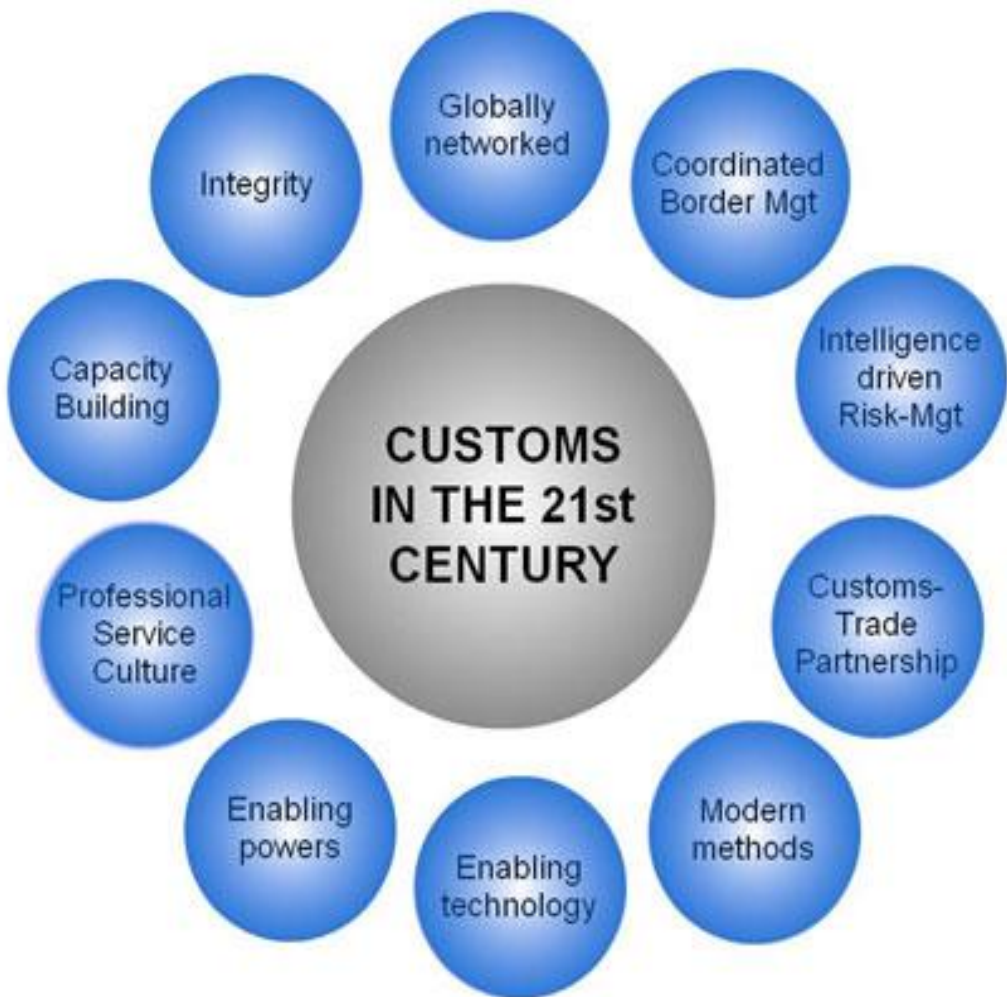 Globally
networked
Coordinated
Border Mgt
Intelligence
driven
Risk-Mgt
Customs-
Trade
Partnership
Modern
methods
Enabling
technology
Enabling
powers
Professional
Service
Culture
Capacity
Building
Integrity
CUSTOMS
IN THE 21st
CENTURY